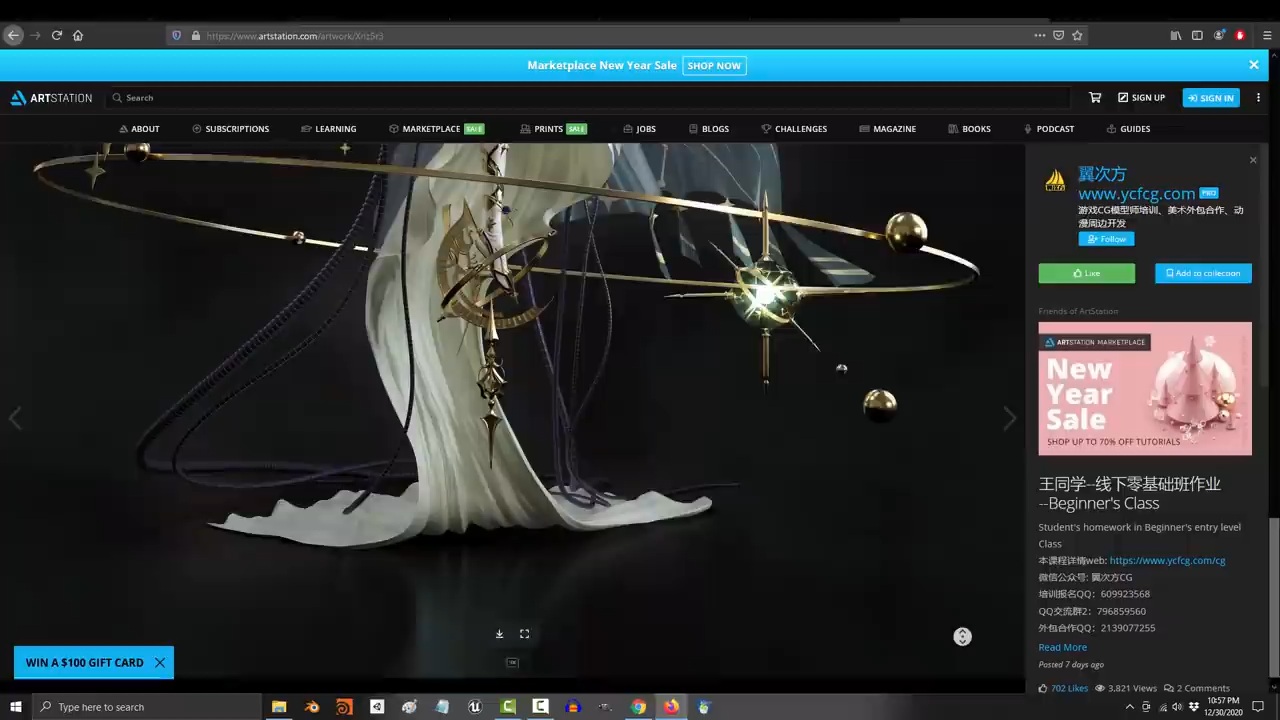 https://www.artstation.com/artwork/Xnz5r3
Marketplace New Year Sale SHOP NOW
ARTSTATION
Search
SIGN UP
SIGN IN
ABOUT
SUBSCRIPTIONS
LEARNING
MARKETPLACE SALE
PRINTS SALE
JOBS
BLOGS
CHALLENGES
MAGAZINE
BOOKS
PODCAST
GUIDES
翼次方
www.ycfcg.com PRO
游戏CG模型师培训、美术外包合作、动
漫周边开发
Follow
Like
Add to collection
Friends of ArtStation
ARTSTATION MARKETPLACE
New
Year
Sale
SHOP UP TO 70% OFF TUTORIALS
王同学--线下零基础班作业
--Beginner's Class
Student's homework in Beginner's entry level
Class
本课程详情web: https://www.ycfcg.com/cg
微信公众号: 翼次方CG
培训报名QQ：609923568
QQ交流群2：796859560
外包合作QQ：2139077255
Read More
Posted 7 days ago
702 Likes
3,821 Views
2 Comments
WIN A $100 GIFT CARD
Type here to search
10:57 PM
12/30/2020